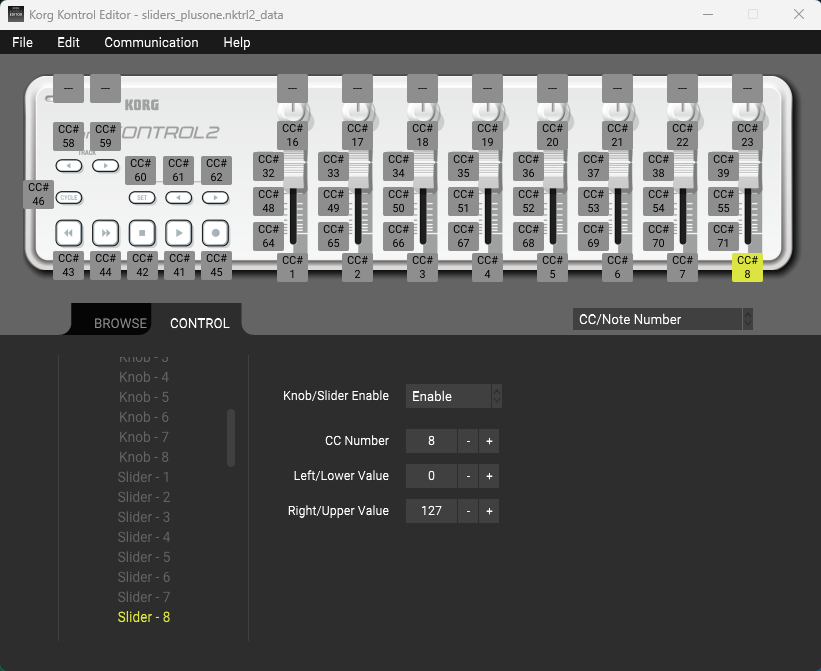 Korg Kontrol Editor - sliders_plusone.nktrl2_data
File Edit Communication Help
--- --- --- --- --- --- --- --- --- ---
KORG
CC# 58 CC# 59 CC# 16 CC# 17 CC# 18 CC# 19 CC# 20 CC# 21 CC# 22 CC# 23
ONTROL2
TRACK
CC# 60 CC# 61 CC# 62 CC# 32 CC# 33 CC# 34 CC# 35 CC# 36 CC# 37 CC# 38 CC# 39
CC# 46 CYCLE SET CC# 48 CC# 49 CC# 50 CC# 51 CC# 52 CC# 53 CC# 54 CC# 55
CC# 64 CC# 65 CC# 66 CC# 67 CC# 68 CC# 69 CC# 70 CC# 71
CC# 43 CC# 44 CC# 42 CC# 41 CC# 45 CC# 1 CC# 2 CC# 3 CC# 4 CC# 5 CC# 6 CC# 7 CC# 8
BROWSE CONTROL
CC/Note Number
Knob - 3
Knob - 4
Knob - 5
Knob - 6
Knob - 7
Knob - 8
Slider - 1
Slider - 2
Slider - 3
Slider - 4
Slider - 5
Slider - 6
Slider - 7
Slider - 8
Knob/Slider Enable Enable
CC Number 8 - +
Left/Lower Value 0 - +
Right/Upper Value 127 - +